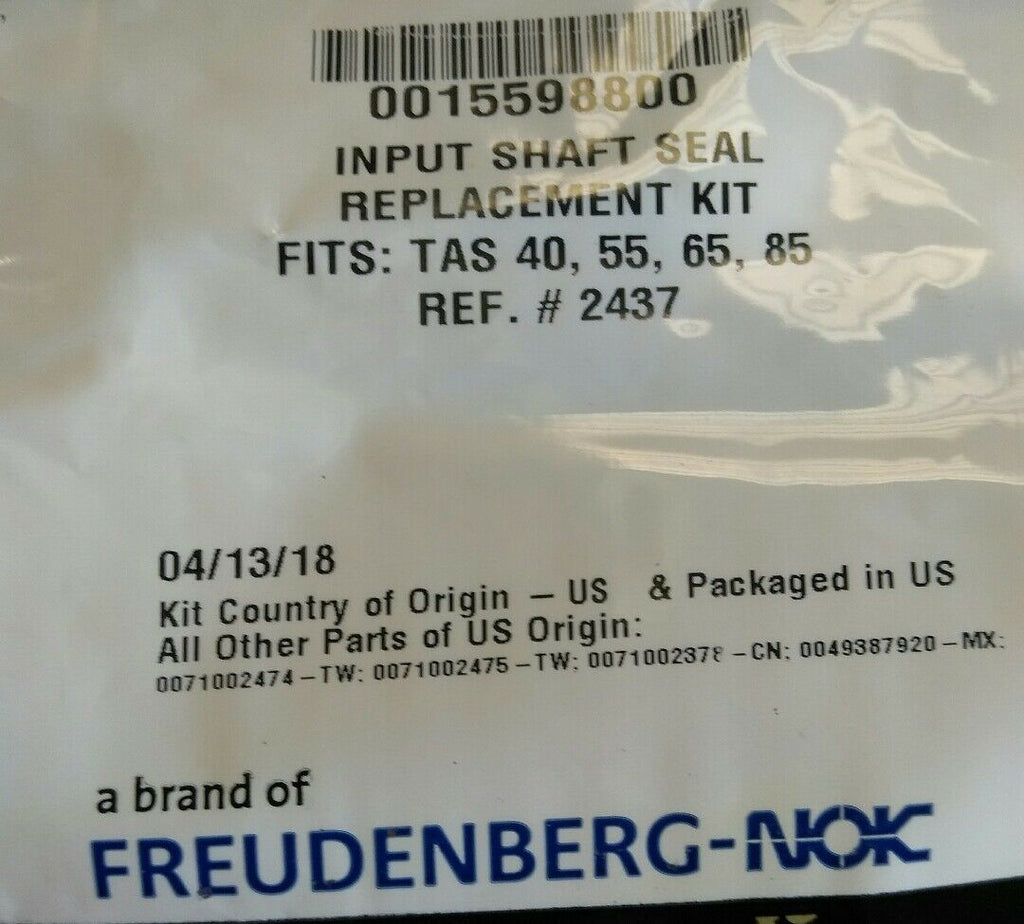 0015598800
INPUT SHAFT SEAL
REPLACEMENT KIT
FITS: TAS 40, 55, 65, 85
REF. # 2437
04/13/18
Kit Country of Origin – US & Packaged in US
All Other Parts of US Origin:
0071002474–TW: 0071002475–TW: 0071002378 –CN: 0049387920–MX:
a brand of
FREUDENBERG-NOK